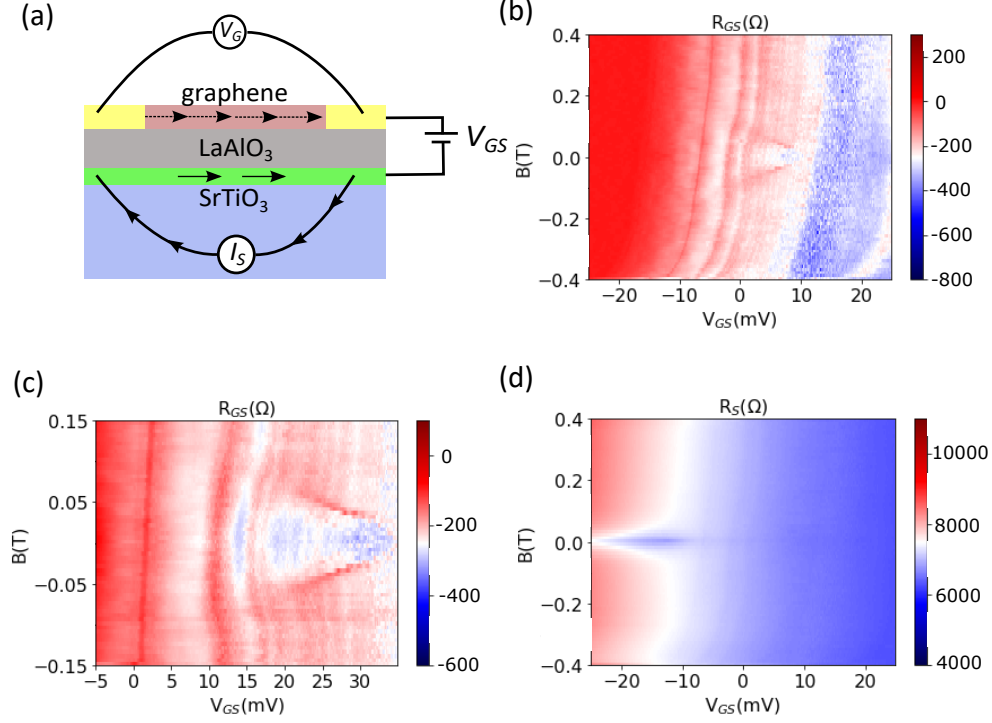 (a)
V_G
graphene
LaAlO₃
SrTiO₃
I_S
V_GS
(b)
R_GS(Ω)
0.4
0.2
0.0
−0.2
−0.4
B(T)
−20
−10
0
10
20
V_GS(mV)
200
0
-200
-400
-600
-800
(c)
R_GS(Ω)
0.15
0.05
−0.05
−0.15
B(T)
−5
0
5
10
15
20
25
30
V_GS(mV)
0
-200
-400
-600
(d)
R_S(Ω)
0.4
0.2
0.0
−0.2
−0.4
B(T)
−20
−10
0
10
20
V_GS(mV)
10000
8000
7000
6000
4000